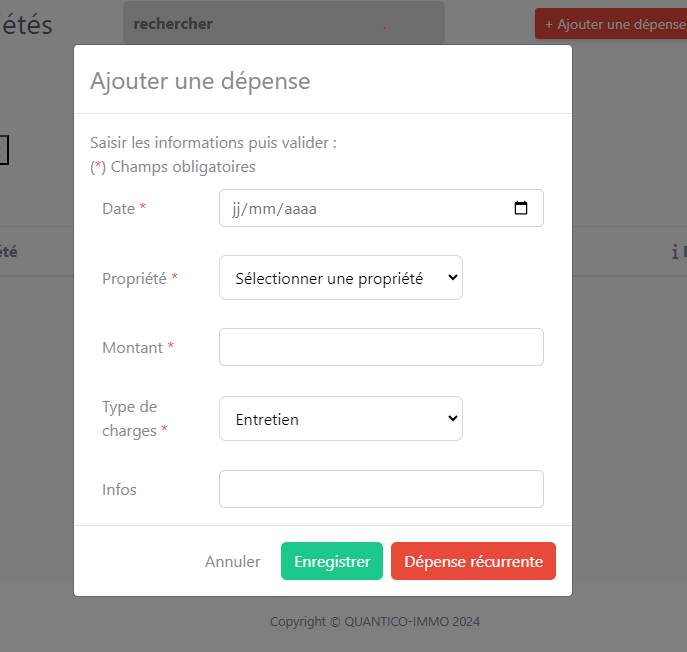 étés
rechercher
+ Ajouter une dépense
Ajouter une dépense
Saisir les informations puis valider :
(*) Champs obligatoires
Date *
jj/mm/aaaa
été
Propriété *
Sélectionner une propriété
Montant *
Type de
charges *
Entretien
Infos
Annuler
Enregistrer
Dépense récurrente
Copyright © QUANTICO-IMMO 2024